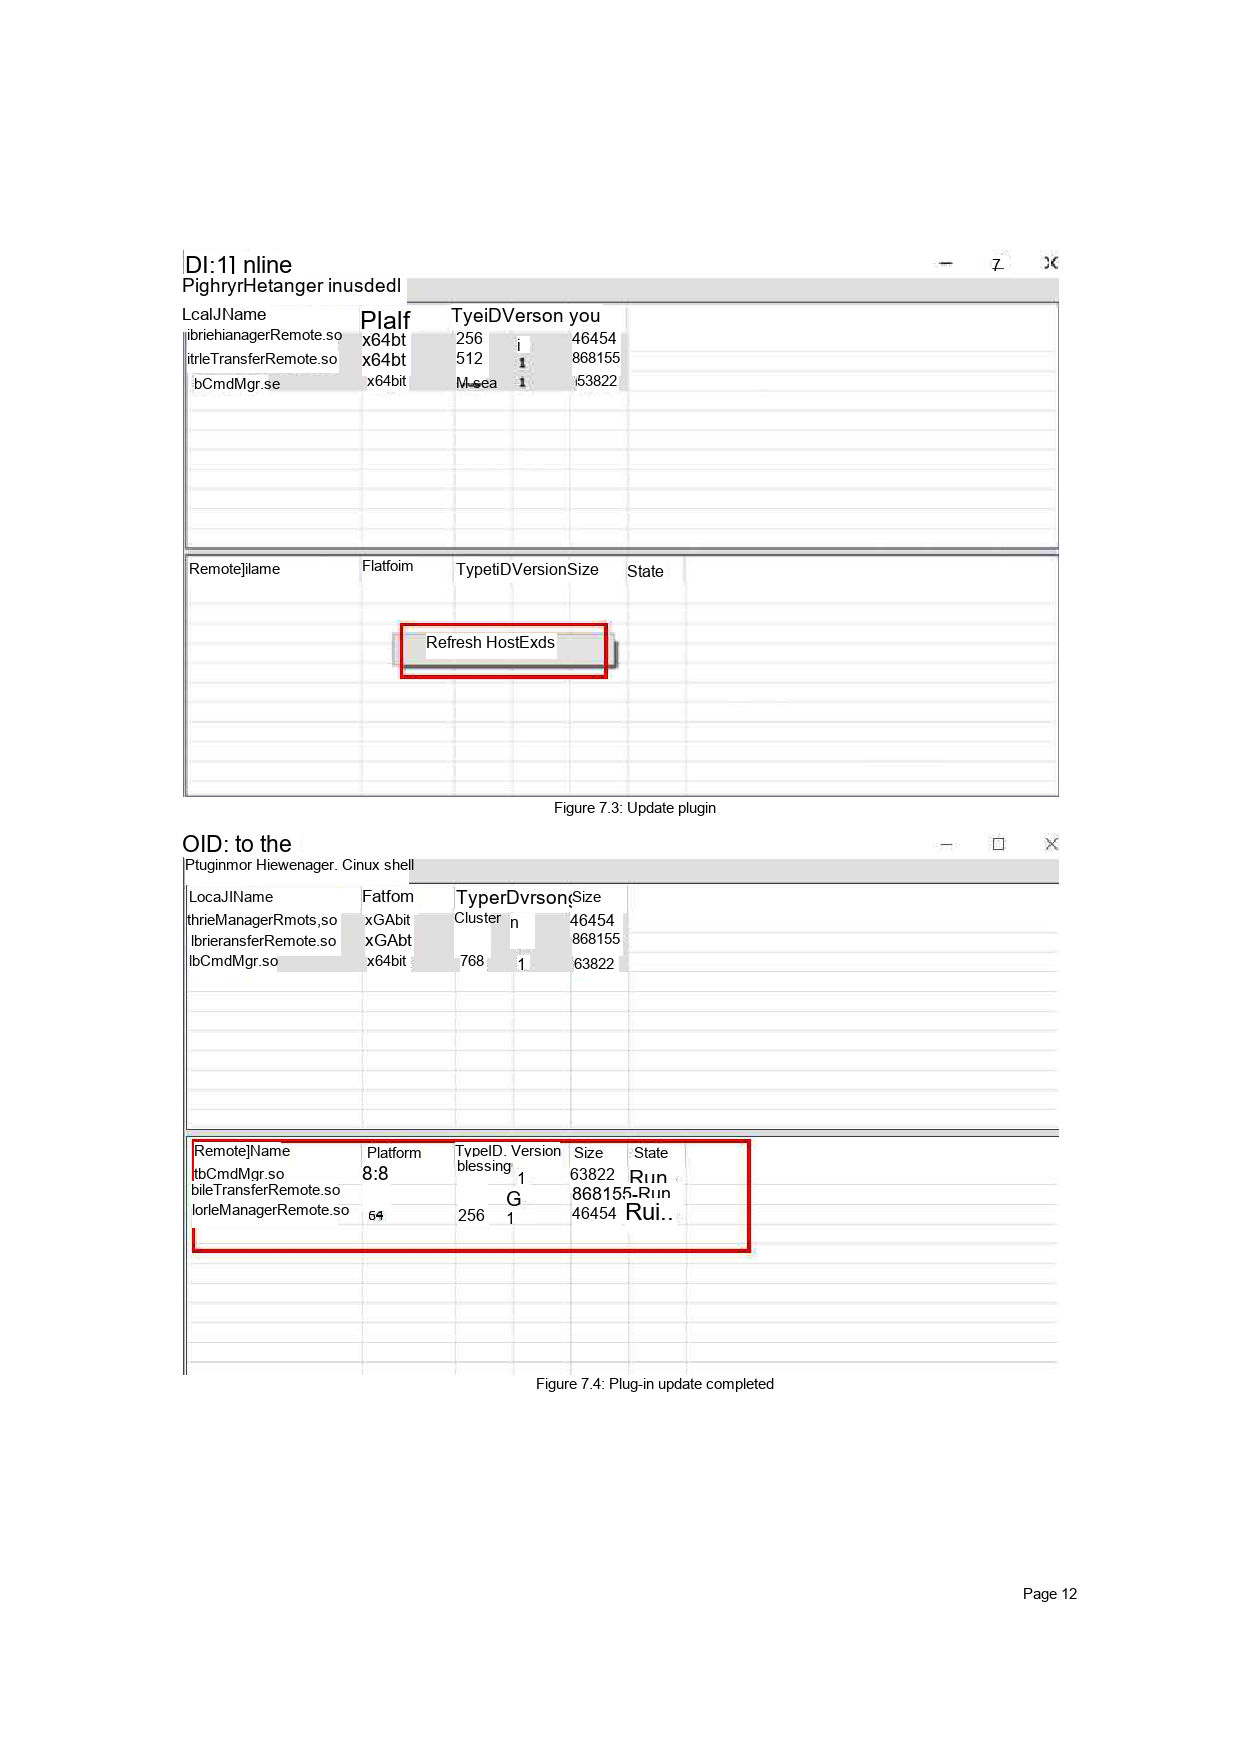 DI:1] nline
PighryrHetanger inusdedI
LcalJName Plalf TyeiDVerson you
ibriehianagerRemote.so x64bt 256 i 46454
itrleTransferRemote.so x64bt 512 1 868155
bCmdMgr.se x64bit M.sea 1 53822
Remote]ilame Flatfoim TypetiDVersionSize State
Refresh HostExds
Figure 7.3: Update plugin
OID: to the
Ptuginmor Hiewenager. Cinux shell
LocaJIName Fatfom TyperDvrsong Size
thrieManagerRmots,so xGAbit Cluster n 46454
lbrieransferRemote.so xGAbt 868155
lbCmdMgr.so x64bit 768 1 63822
Remote]Name Platform TypeID. Version Size State
tbCmdMgr.so 8:8 blessing 1 63822 Run
bileTransferRemote.so G 868155-Run
lorleManagerRemote.so 64 256 1 46454 Rui..
Figure 7.4: Plug-in update completed
Page 12